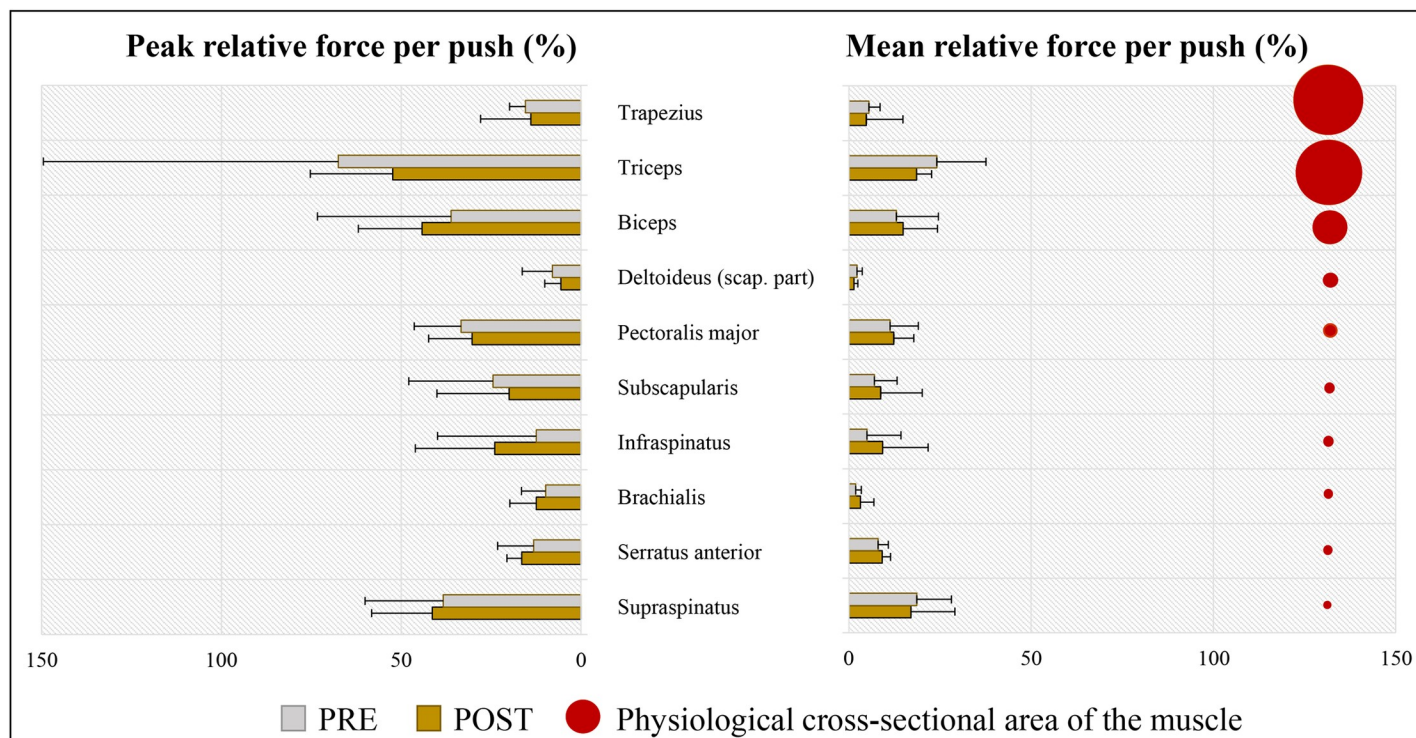 Peak relative force per push (%)
Mean relative force per push (%)
Trapezius
Triceps
Biceps
Deltoideus (scap. part)
Pectoralis major
Subscapularis
Infraspinatus
Brachialis
Serratus anterior
Supraspinatus
150 100 50 0
0 50 100 150
PRE POST Physiological cross-sectional area of the muscle